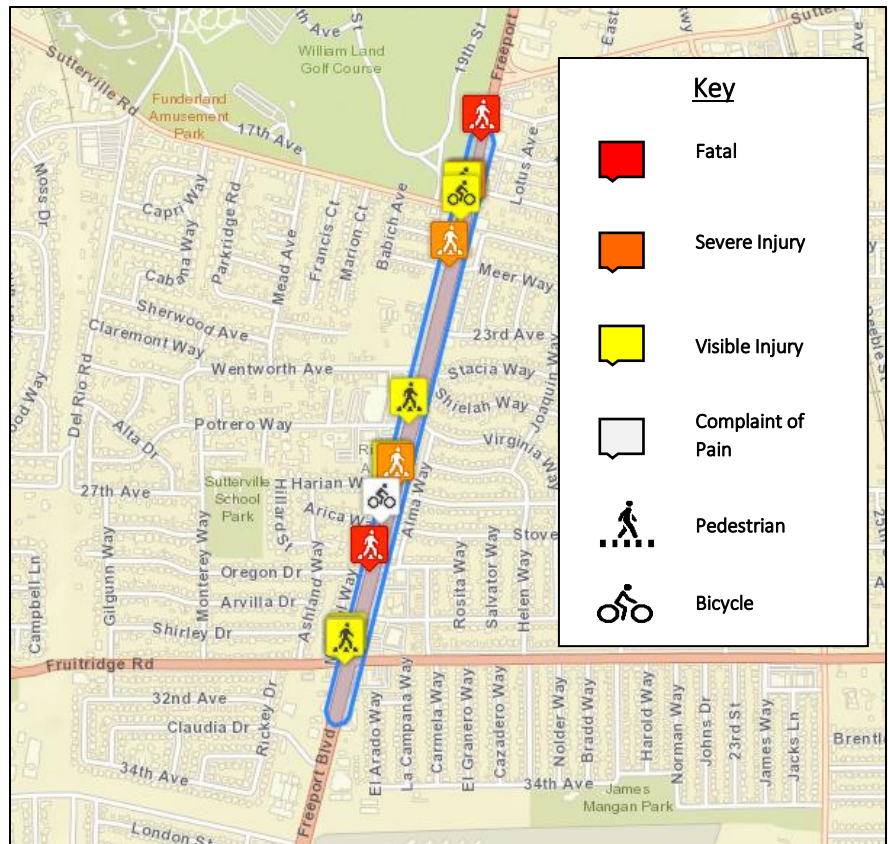 William Land
Golf Course
19th St
Freeport
East
Sutterville Rd
Funderland
Amusement
Park
17th Ave
Lotus Ave
Moss Dr
Capri Way
Cabana Way
Parkridge Rd
Mead Ave
Francis Ct
Marion Ct
Babich Ave
Meer Way
Sherwood Ave
Claremont Way
23rd Ave
Wentworth Ave
Stacia Way
Joaquin Way
Del Rio Rd
Shielah Way
Alta Dr
Potrero Way
Virginia Way
27th Ave
Sutterville
School
Park
Hillard St
Harian W
Arica Wa
Alma Way
Stove
Campbell Ln
Gilgunn Way
Monterey Way
Oregon Dr
Ashland Way
Arvilla Dr
Shirley Dr
Rosita Way
Salvator Way
Helen Way
Fruitridge Rd
32nd Ave
Claudia Dr
Rickey Dr
34th Ave
El Arado Way
La Campana Way
Carmela Way
El Granero Way
Cazadero Way
Nolder Way
Bradd Way
Harold Way
Norman Way
Johns Dr
23rd St
James Way
Jacks Ln
Brentle
34th Ave
James
Mangan Park
Freeport Blvd
London St
Key
Fatal
Severe Injury
Visible Injury
Complaint of
Pain
Pedestrian
Bicycle